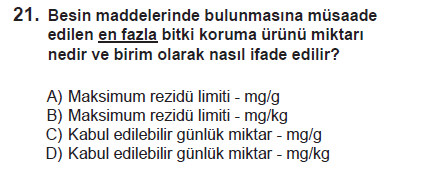 21. Besin maddelerinde bulunmasına müsaade
edilen en fazla bitki koruma ürünü miktarı
nedir ve birim olarak nasıl ifade edilir?
A) Maksimum rezidü limiti - mg/g
B) Maksimum rezidü limiti - mg/kg
C) Kabul edilebilir günlük miktar - mg/g
D) Kabul edilebilir günlük miktar - mg/kg